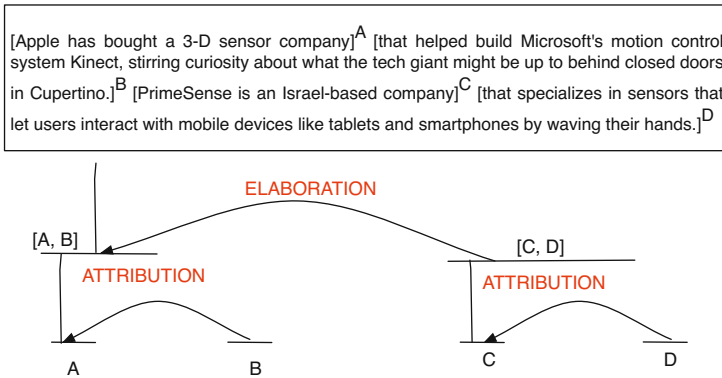 [Apple has bought a 3-D sensor company]A [that helped build Microsoft's motion control
system Kinect, stirring curiosity about what the tech giant might be up to behind closed doors
in Cupertino.]B [PrimeSense is an Israel-based company]C [that specializes in sensors that
let users interact with mobile devices like tablets and smartphones by waving their hands.]D
ELABORATION
[A, B] [C, D]
ATTRIBUTION ATTRIBUTION
A B C D